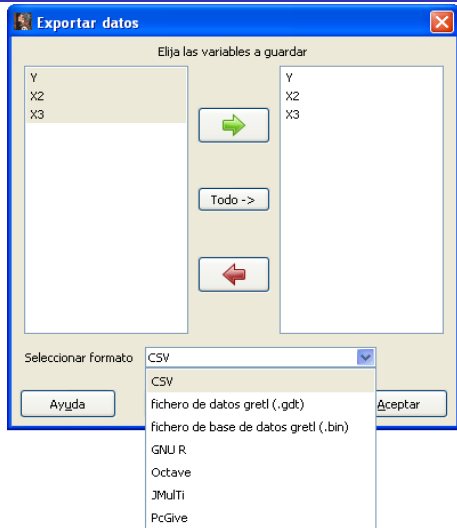 Exportar datos
Elija las variables a guardar
Y
X2
X3
Todo ->
Y
X2
X3
Seleccionar formato
CSV
CSV
fichero de datos gretl (.gdt)
fichero de base de datos gretl (.bin)
GNU R
Octave
JMulTi
PcGive
Ayuda
Aceptar